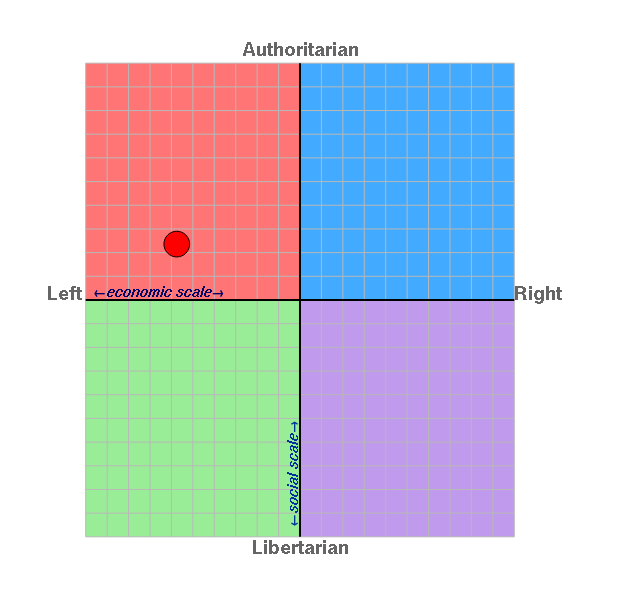 Authoritarian
Left
←economic scale→
Right
←social scale→
Libertarian